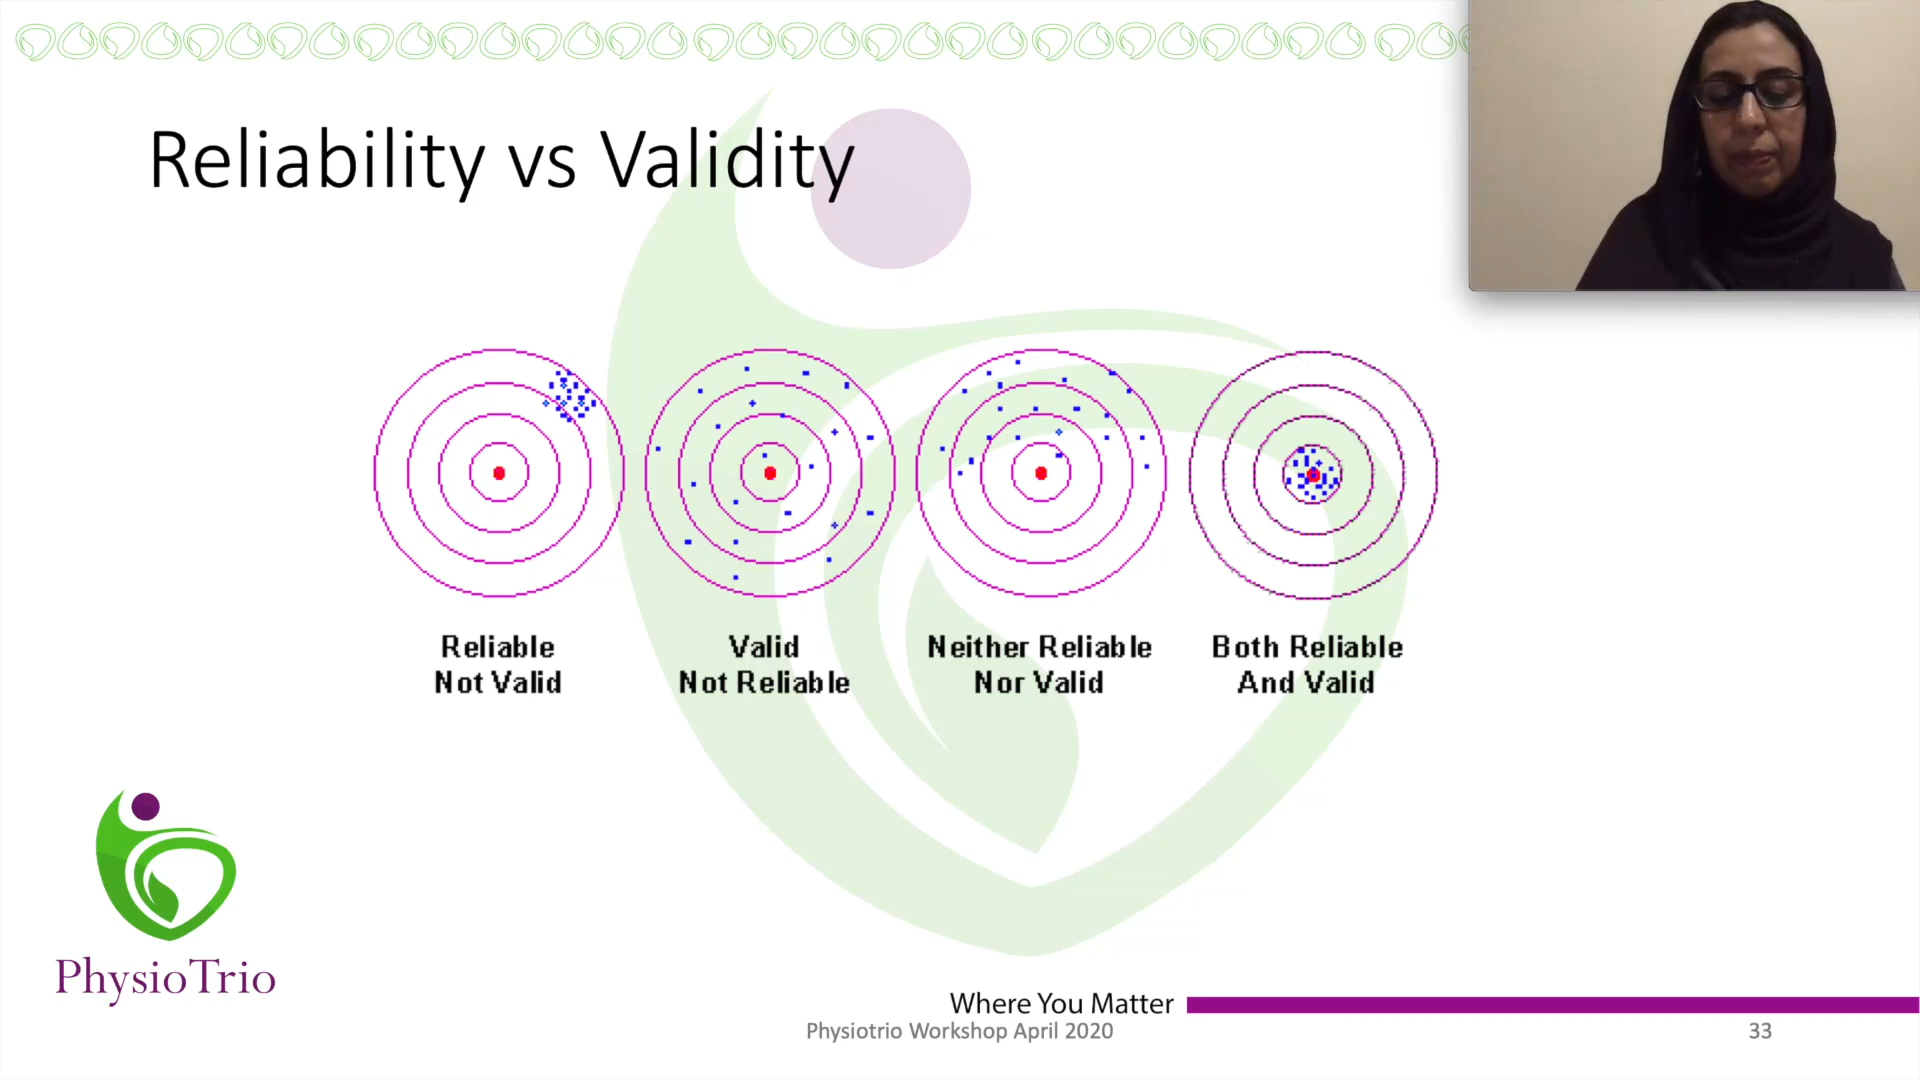 Reliability vs Validity
Reliable
Not Valid
Valid
Not Reliable
Neither Reliable
Nor Valid
Both Reliable
And Valid
PhysioTrio
Where You Matter
Physiotrio Workshop April 2020
33